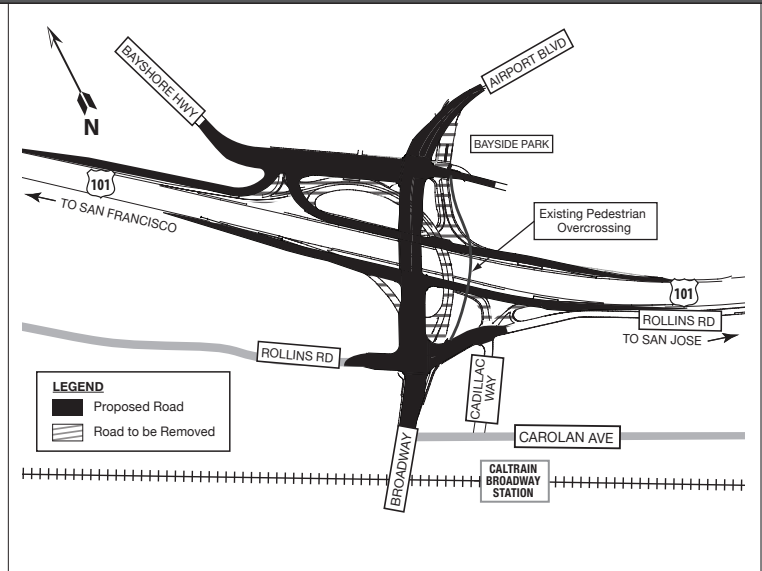 BAYSHORE HWY
AIRPORT BLVD
N
BAYSIDE PARK
101
TO SAN FRANCISCO
Existing Pedestrian
Overcrossing
101
ROLLINS RD
TO SAN JOSE
ROLLINS RD
LEGEND
Proposed Road
Road to be Removed
CADILLAC
WAY
CAROLAN AVE
BROADWAY
CALTRAIN
BROADWAY
STATION